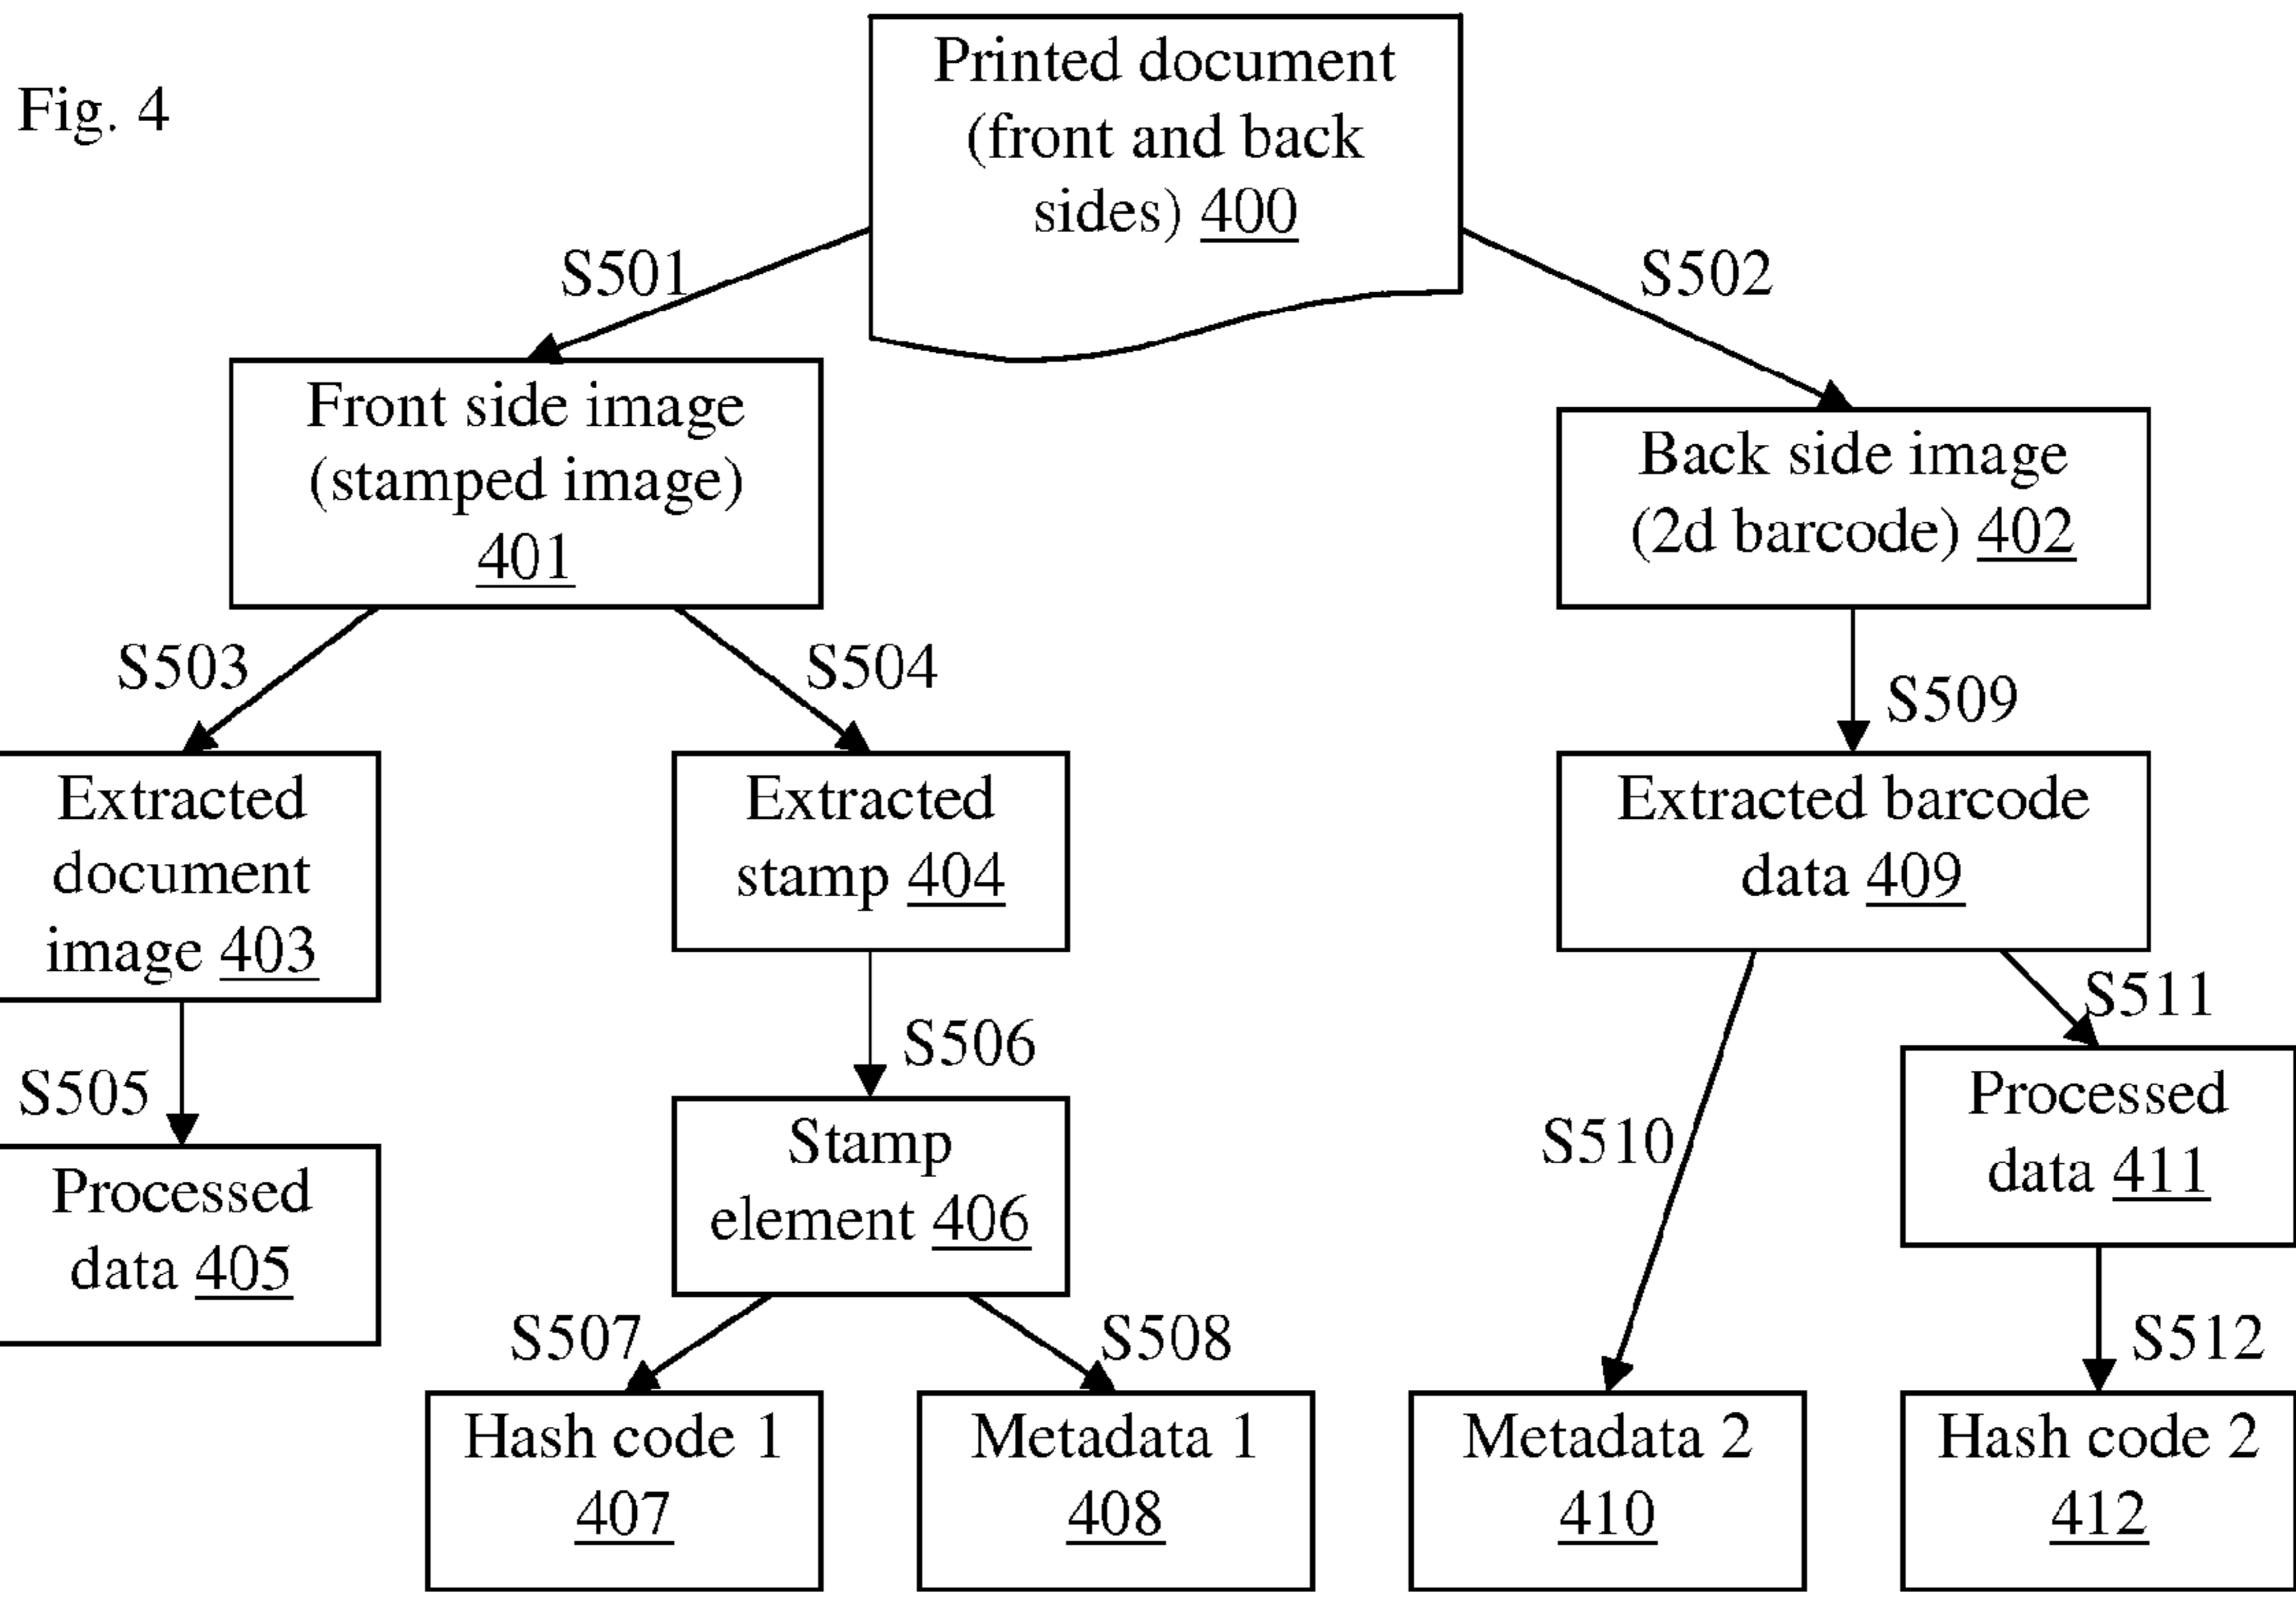 Fig. 4
Printed document
(front and back
sides) 400
S501
S502
Front side image
(stamped image)
401
Back side image
(2d barcode) 402
S503
S504
S509
Extracted
document
image 403
Extracted
stamp 404
Extracted barcode
data 409
S505
S506
S510
S511
Processed
data 405
Stamp
element 406
Processed
data 411
S507
S508
S512
Hash code 1
407
Metadata 1
408
Metadata 2
410
Hash code 2
412